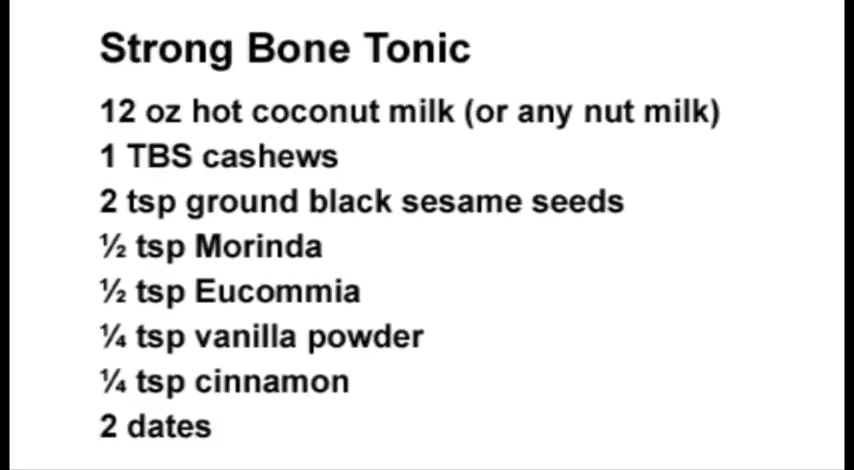 Strong Bone Tonic
12 oz hot coconut milk (or any nut milk)
1 TBS cashews
2 tsp ground black sesame seeds
½ tsp Morinda
½ tsp Eucommia
¼ tsp vanilla powder
¼ tsp cinnamon
2 dates